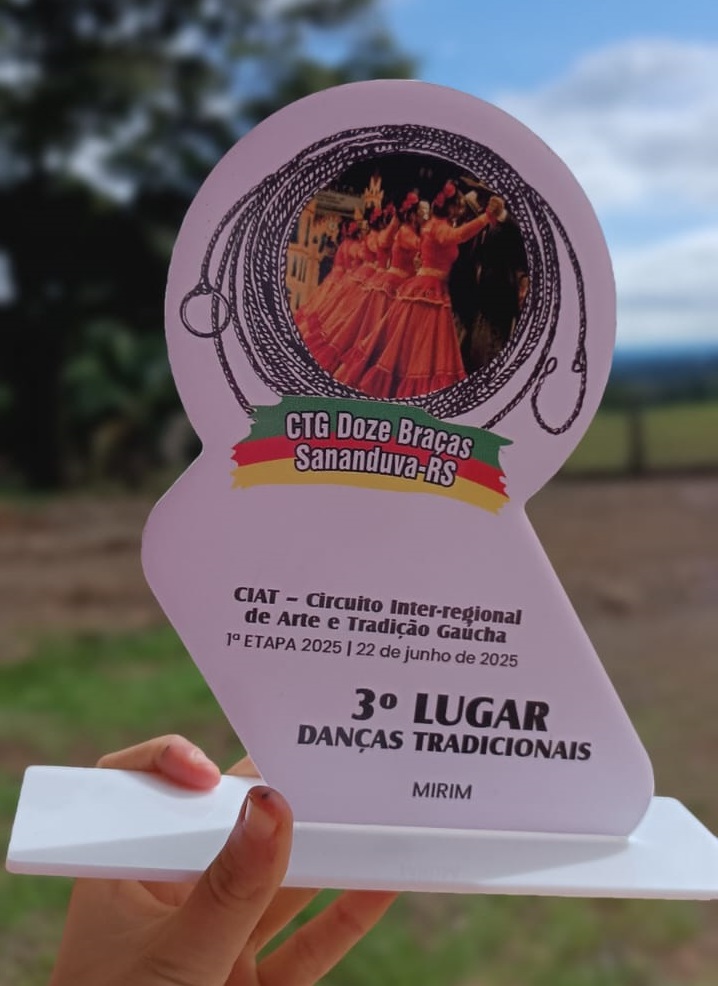 CTG Doze Braças
Sananduva-RS
CIAT – Circuito Inter-regional
de Arte e Tradição Gaúcha
1ª ETAPA 2025 | 22 de junho de 2025
3º LUGAR
DANÇAS TRADICIONAIS
MIRIM